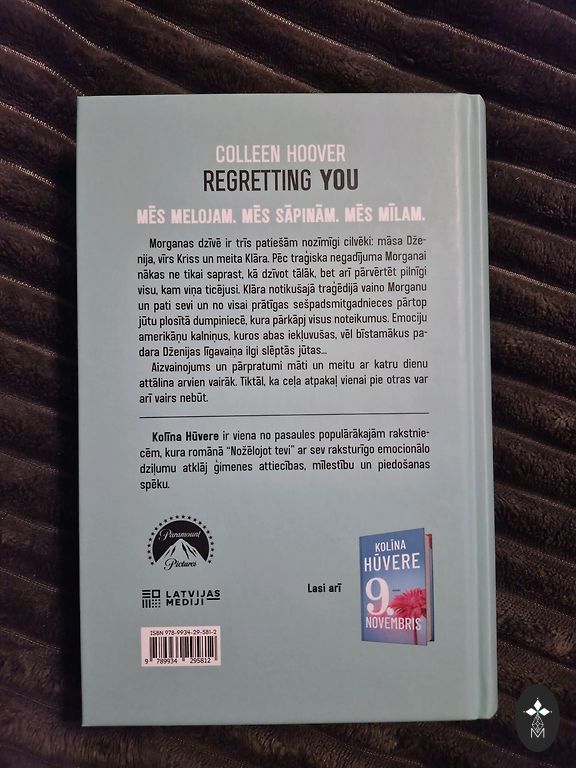 COLLEEN HOOVER
REGRETTING YOU
MĒS MELOJAM. MĒS SĀPINĀM. MĒS MĪLAM.
Morganas dzīvē ir trīs patiešām nozīmīgi cilvēki: māsa Dže-
nija, vīrs Kriss un meita Klāra. Pēc traģiska negadījuma Morganai
nākas ne tikai saprast, kā dzīvot tālāk, bet arī pārvērtēt pilnīgi
visu, kam viņa ticējusi. Klāra notikušajā traģēdijā vaino Morganu
un pati sevi un no visai prātīgas sešpadsmitgadnieces pārtop
jūtu plosītā dumpiniecē, kura pārkāpj visus noteikumus. Emociju
amerikāņu kalniņus, kuros abas iekļuvušas, vēl bīstamākus pa-
dara Dženijas līgavaiņa ilgi slēptās jūtas...
Aizvainojums un pārpratumi māti un meitu ar katru dienu
attālina arvien vairāk. Tiktāl, ka ceļa atpakaļ vienai pie otras var
arī vairs nebūt.
Kolīna Hūvere ir viena no pasaules populārākajām rakstnie-
cēm, kura romānā “Nožēlojot tevi” ar sev raksturīgo emocionālo
dziļumu atklāj ģimenes attiecības, mīlestību un piedošanas
spēku.
Paramount
Pictures
LATVIJAS
MEDIJI
Lasi arī
KOLĪNA
HŪVERE
9.
NOVEMBRIS
ISBN 978-9934-29-581-2
9 789934 295812
M